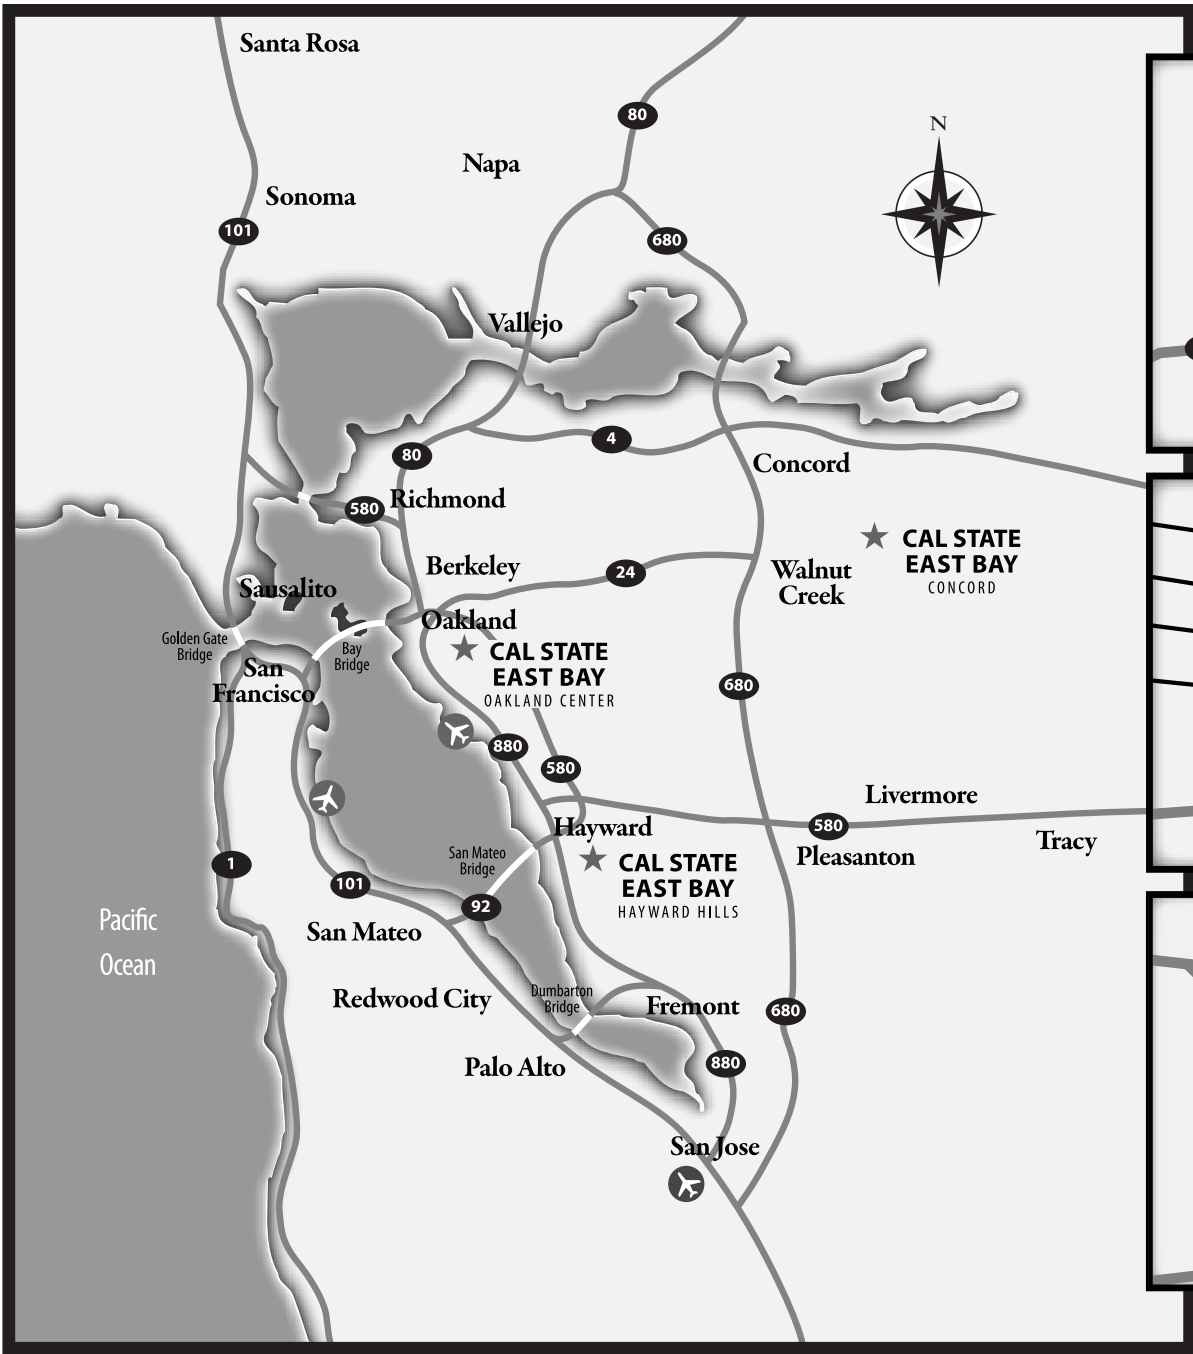 Santa Rosa
80
N
Napa
Sonoma
101
680
Vallejo
4
80
Concord
Richmond
580
CAL STATE
EAST BAY
CONCORD
Berkeley
24
Walnut
Creek
Sausalito
Oakland
Golden Gate
Bridge
Bay
Bridge
CAL STATE
EAST BAY
OAKLAND CENTER
San
Francisco
680
880
580
Livermore
580
Hayward
Tracy
Pleasanton
San Mateo
Bridge
1
CAL STATE
EAST BAY
HAYWARD HILLS
101
92
Pacific
Ocean
San Mateo
Redwood City
Dumbarton
Bridge
Fremont
680
Palo Alto
880
San Jose